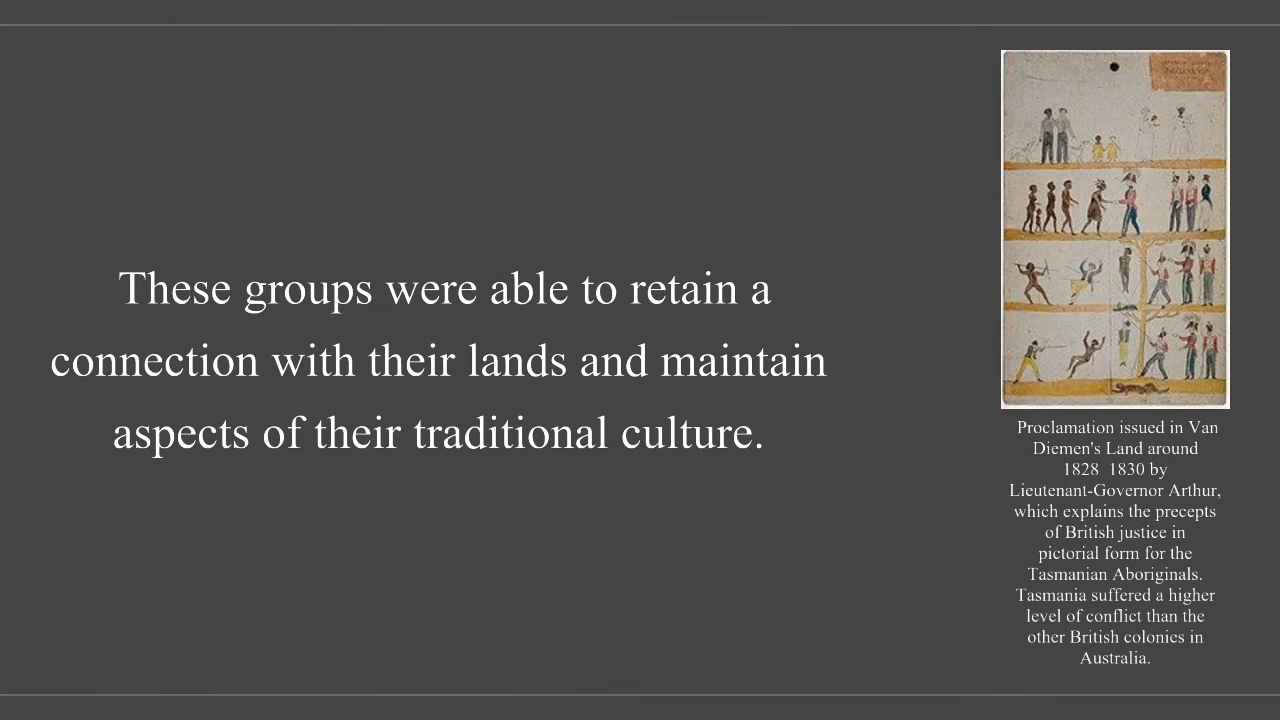 These groups were able to retain a
connection with their lands and maintain
aspects of their traditional culture.
Proclamation issued in Van
Diemen's Land around
1828 1830 by
Lieutenant-Governor Arthur,
which explains the precepts
of British justice in
pictorial form for the
Tasmanian Aboriginals.
Tasmania suffered a higher
level of conflict than the
other British colonies in
Australia.